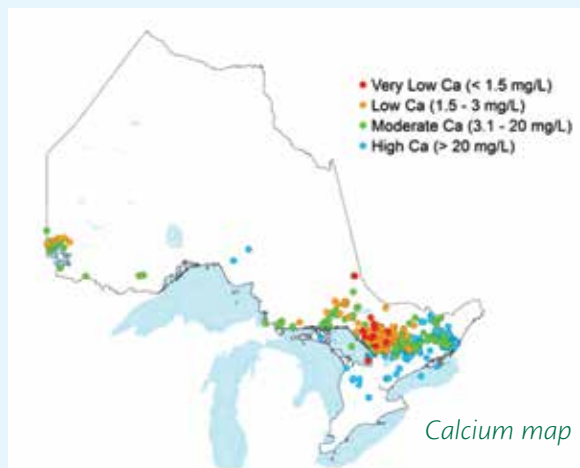 Very Low Ca (< 1.5 mg/L)
Low Ca (1.5 - 3 mg/L)
Moderate Ca (3.1 - 20 mg/L)
High Ca (> 20 mg/L)
Calcium map